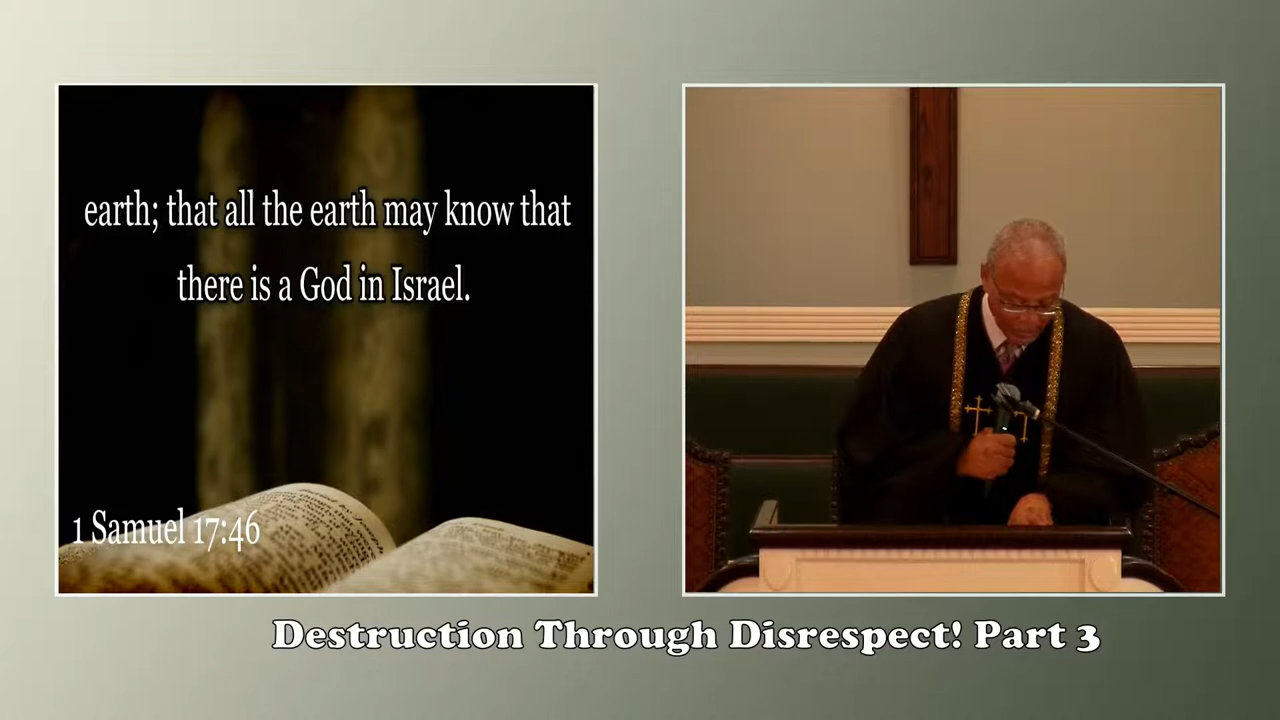 earth; that all the earth may know that
there is a God in Israel.
1 Samuel 17:46
Destruction Through Disrespect! Part 3